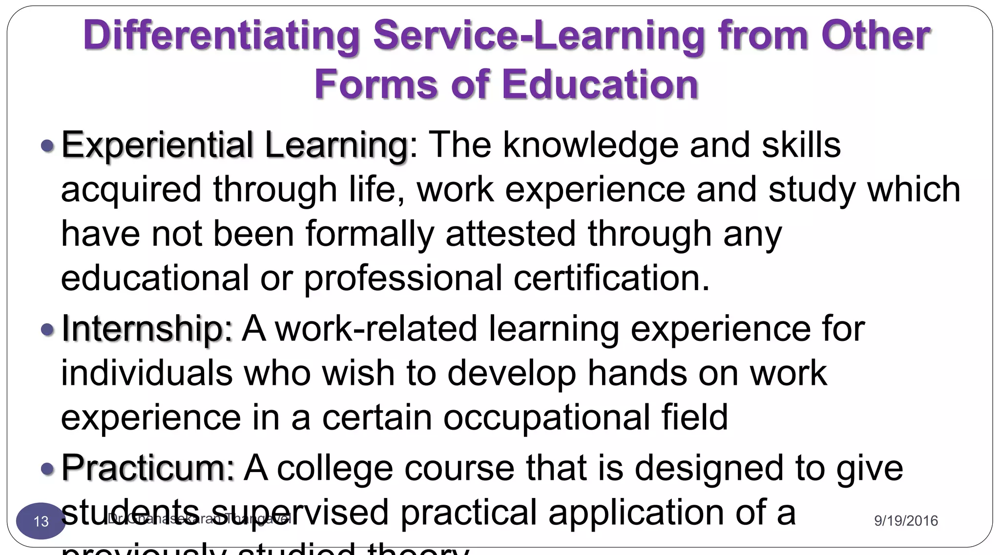 Differentiating Service-Learning from Other
Forms of Education
Experiential Learning: The knowledge and skills
acquired through life, work experience and study which
have not been formally attested through any
educational or professional certification.
Internship: A work-related learning experience for
individuals who wish to develop hands on work
experience in a certain occupational field
Practicum: A college course that is designed to give
students supervised practical application of a
previously studied theory
13
Dr Gnanasekaran Thangavel
9/19/2016